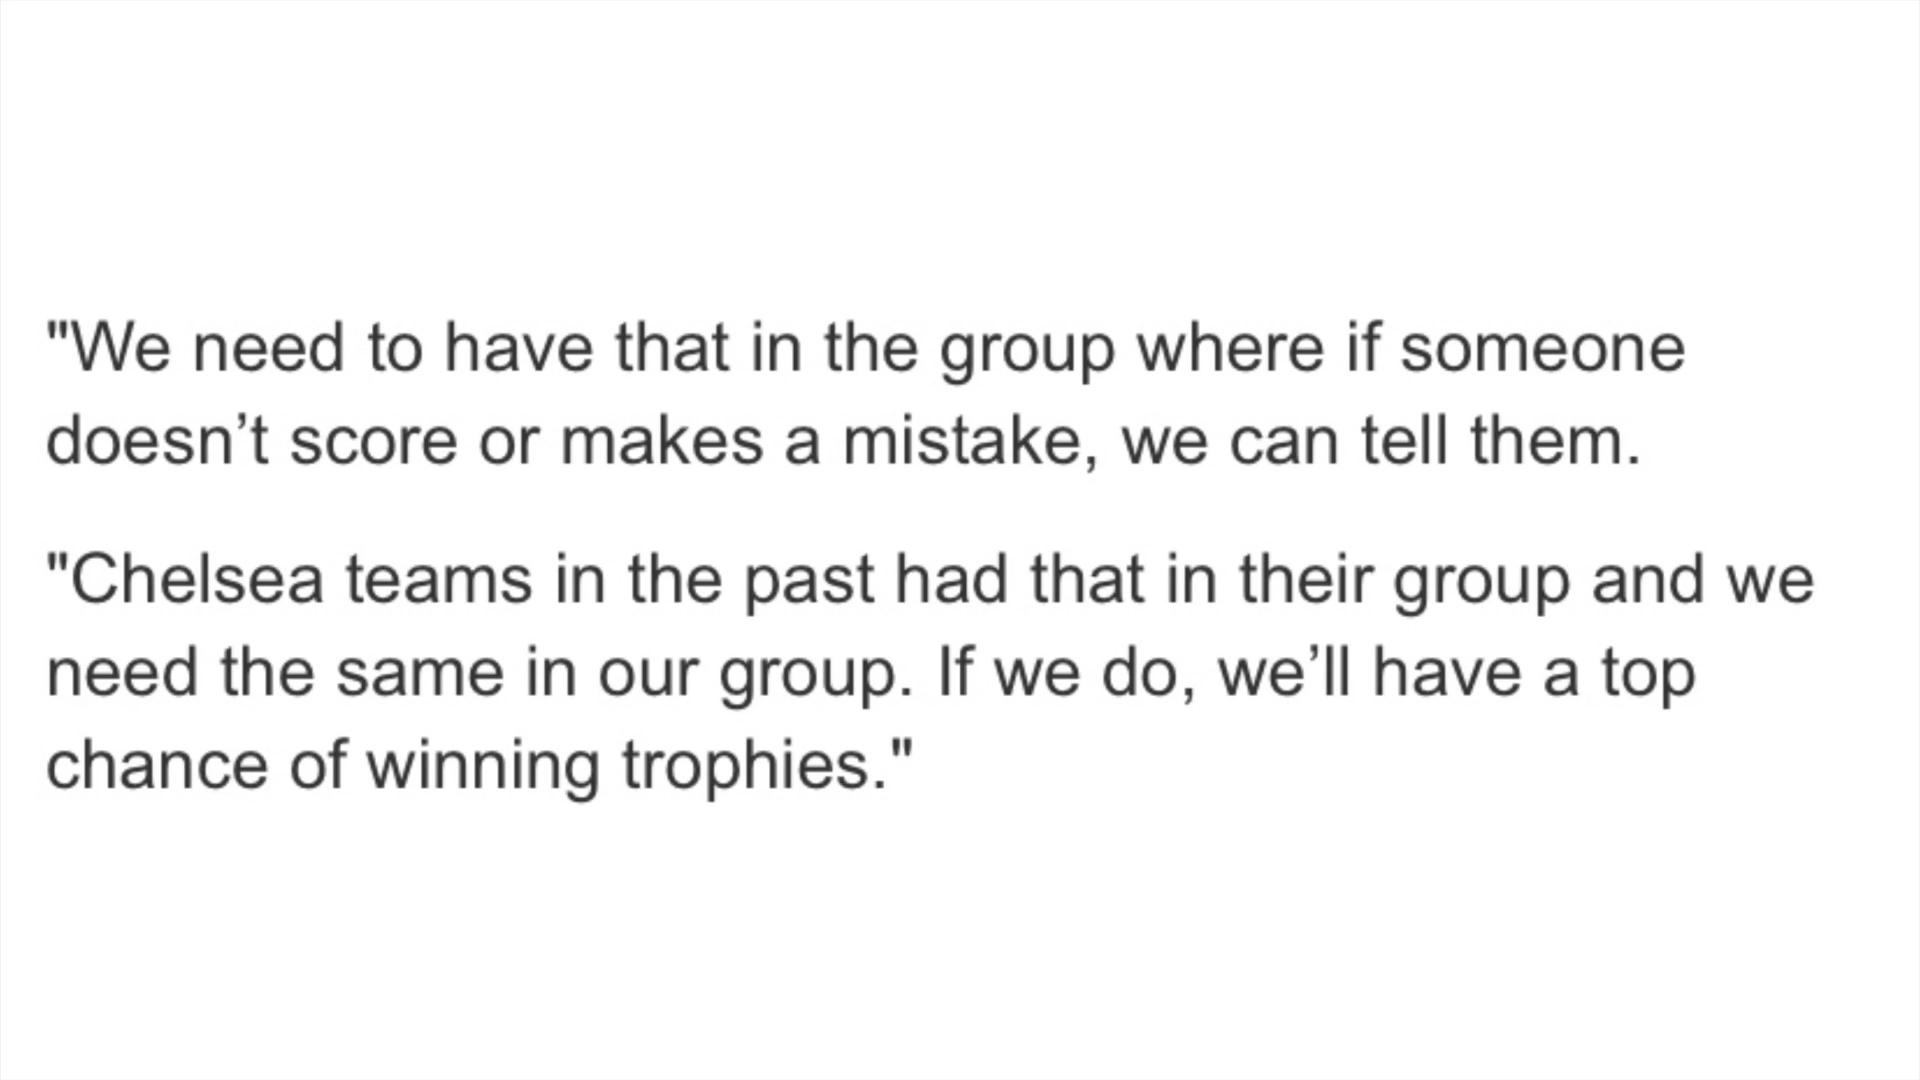 "We need to have that in the group where if someone
doesn’t score or makes a mistake, we can tell them.
"Chelsea teams in the past had that in their group and we
need the same in our group. If we do, we’ll have a top
chance of winning trophies."